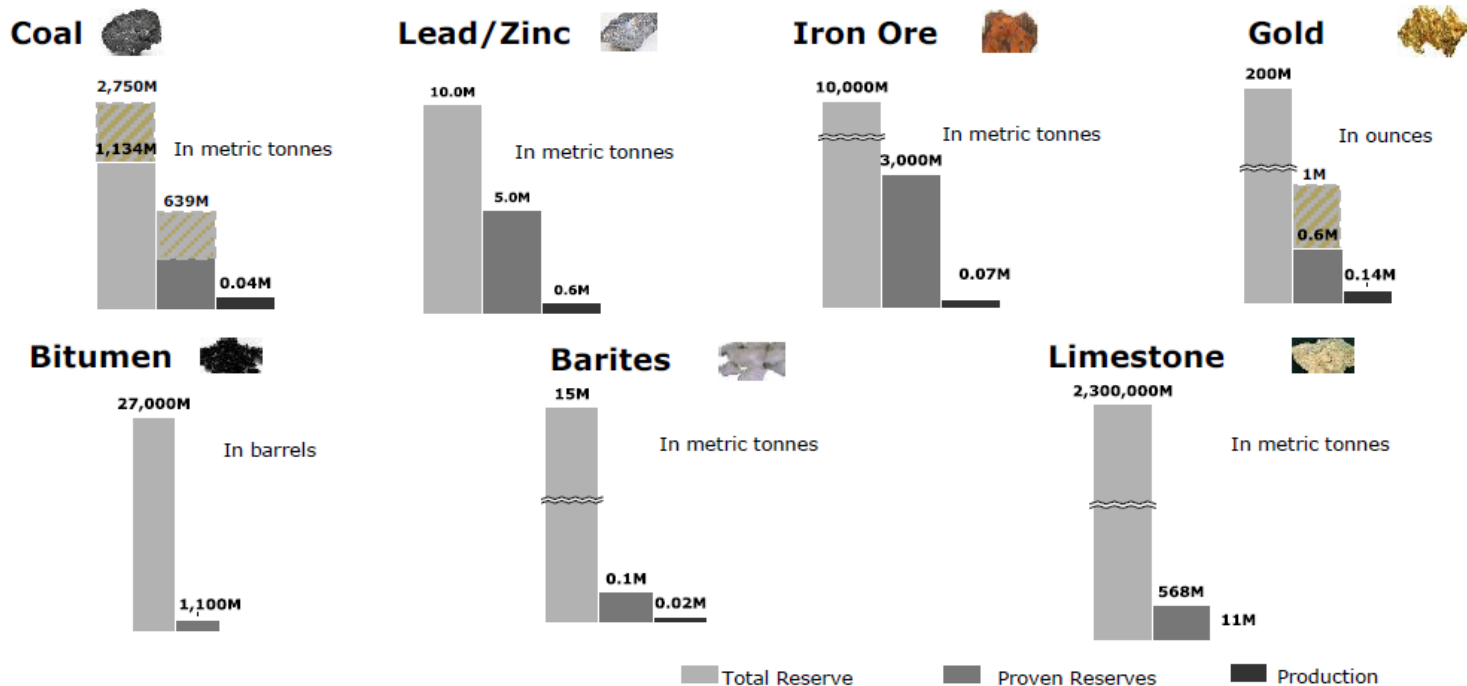 Coal
2,750M
1,134M
In metric tonnes
639M
0.04M
Lead/Zinc
10.0M
In metric tonnes
5.0M
0.6M
Iron Ore
10,000M
In metric tonnes
3,000M
0.07M
Gold
200M
In ounces
1M
0.6M
0.14M
Bitumen
27,000M
In barrels
1,100M
Barites
15M
In metric tonnes
0.1M
0.02M
Limestone
2,300,000M
In metric tonnes
568M
11M
Total Reserve
Proven Reserves
Production